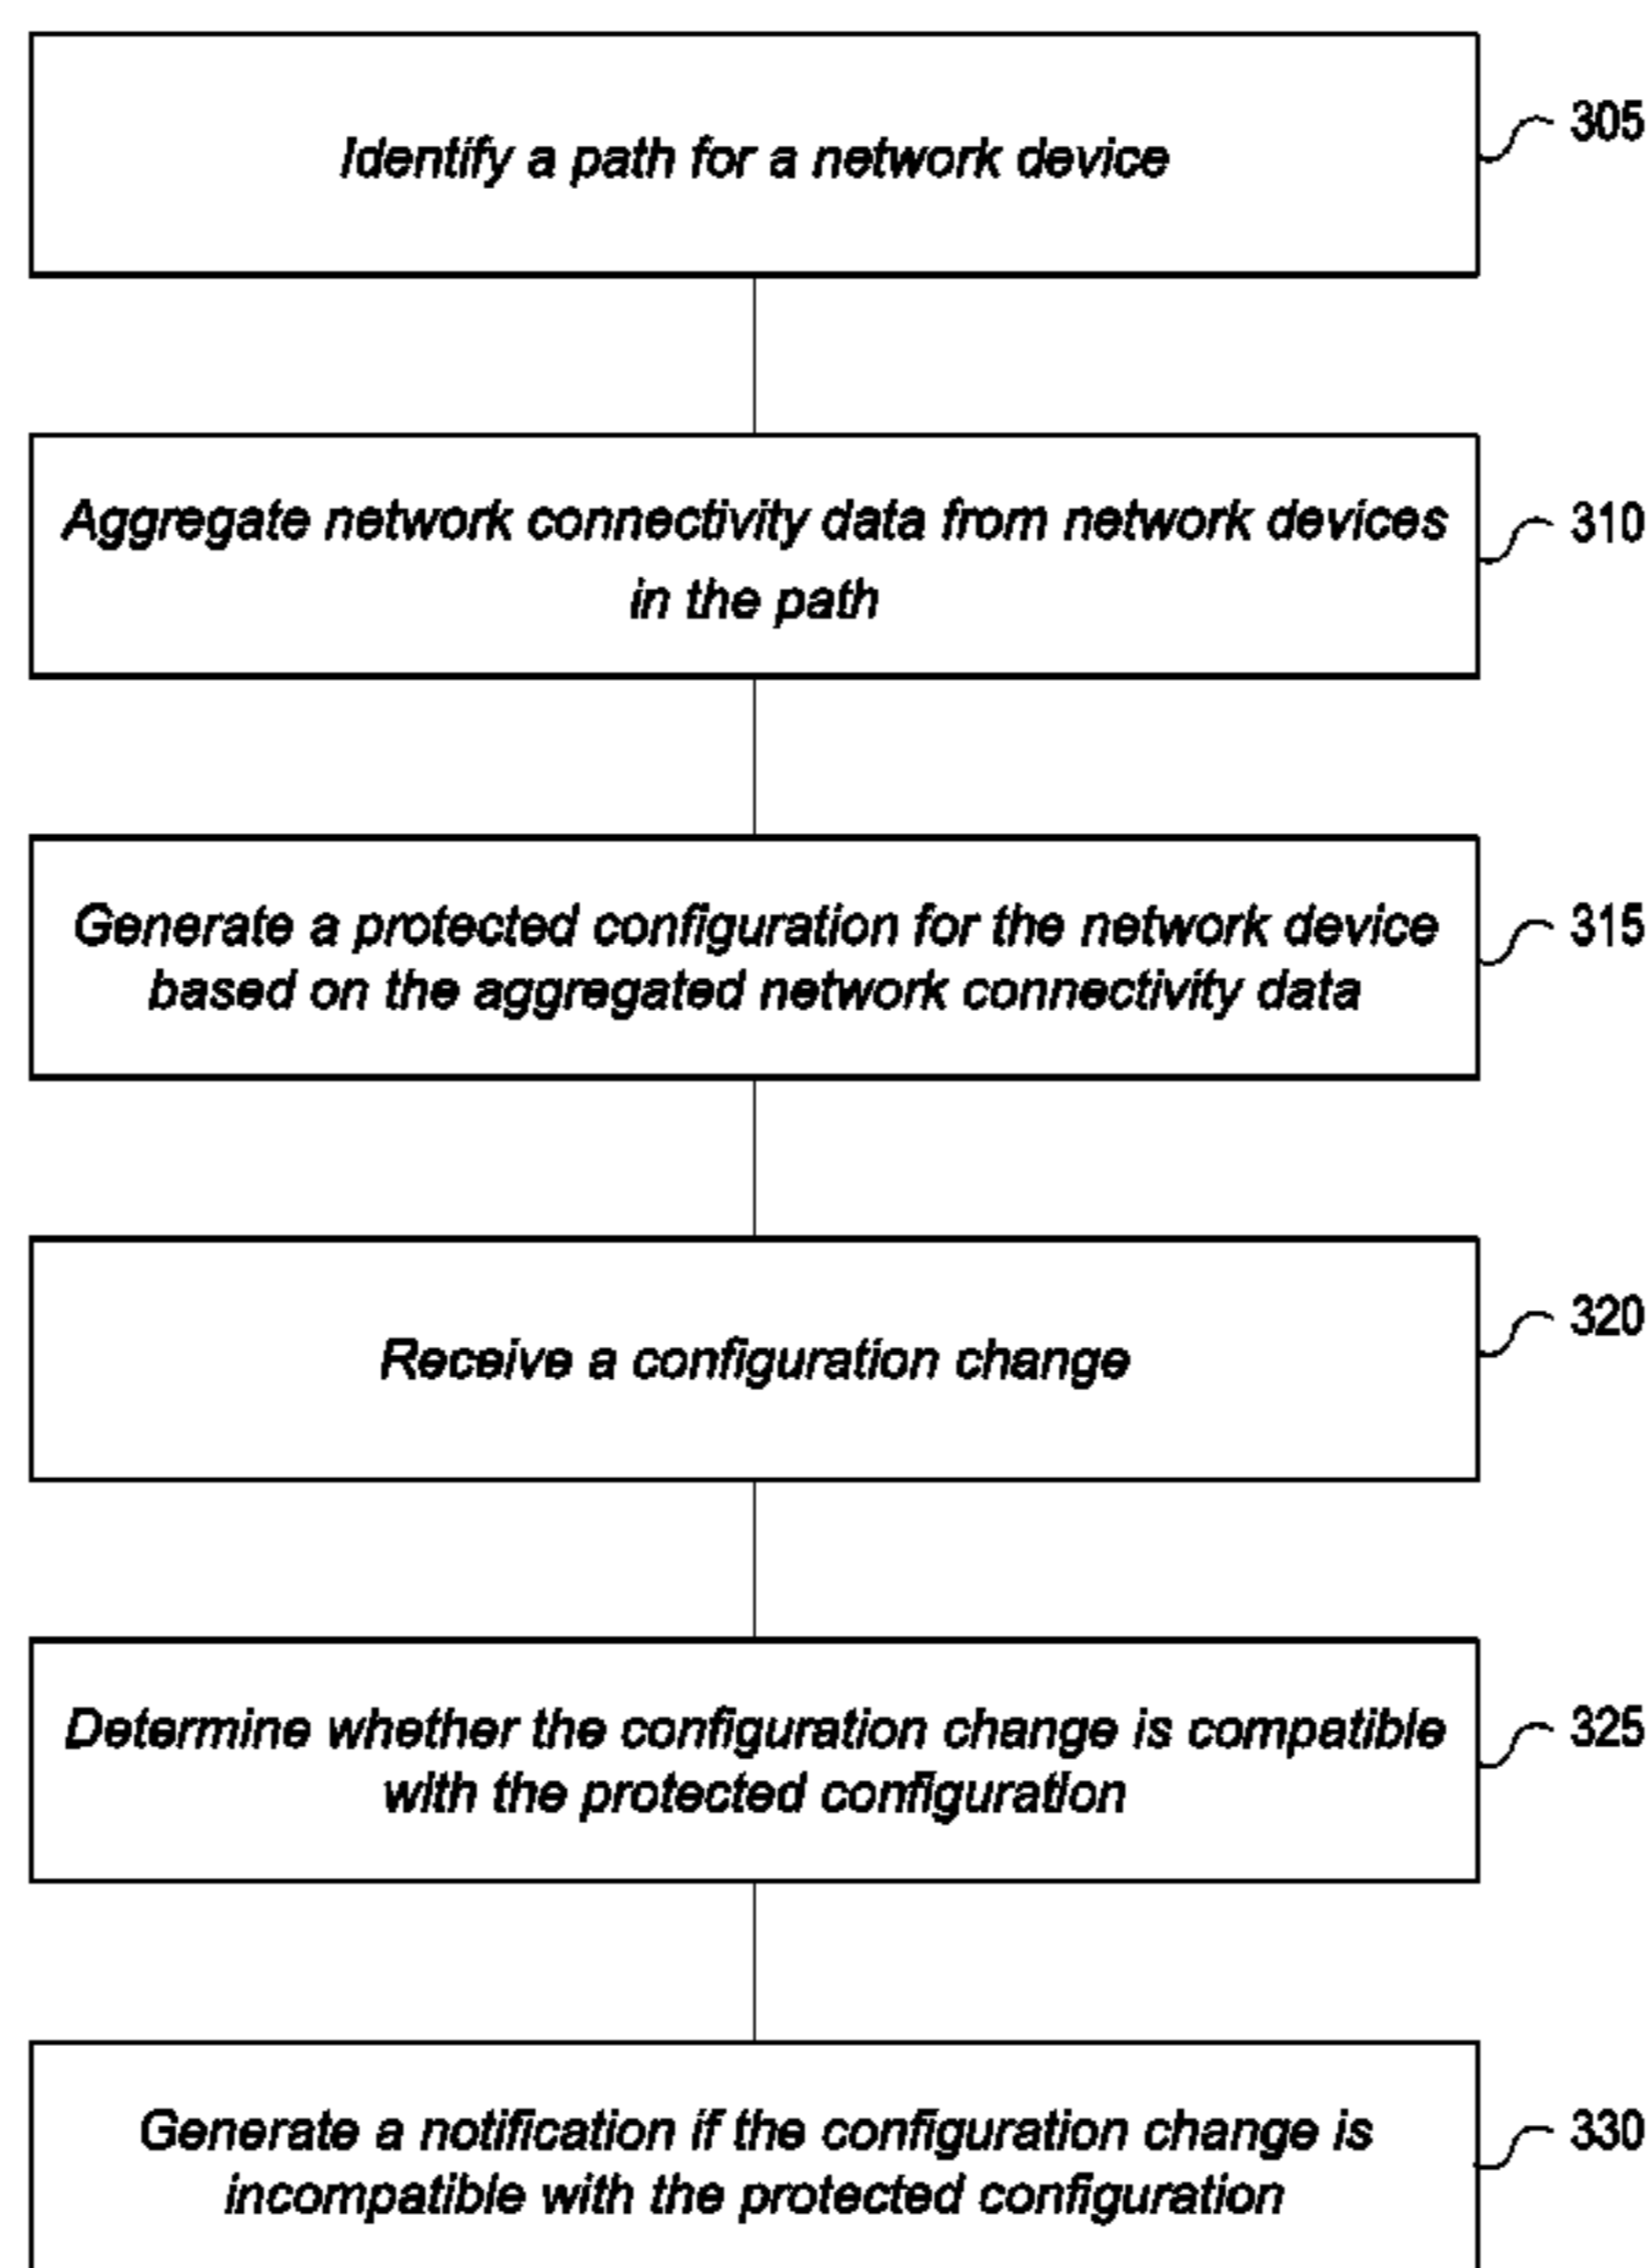 Identify a path for a network device
305
Aggregate network connectivity data from network devices
in the path
310
Generate a protected configuration for the network device
based on the aggregated network connectivity data
315
Receive a configuration change
320
Determine whether the configuration change is compatible
with the protected configuration
325
Generate a notification if the configuration change is
incompatible with the protected configuration
330